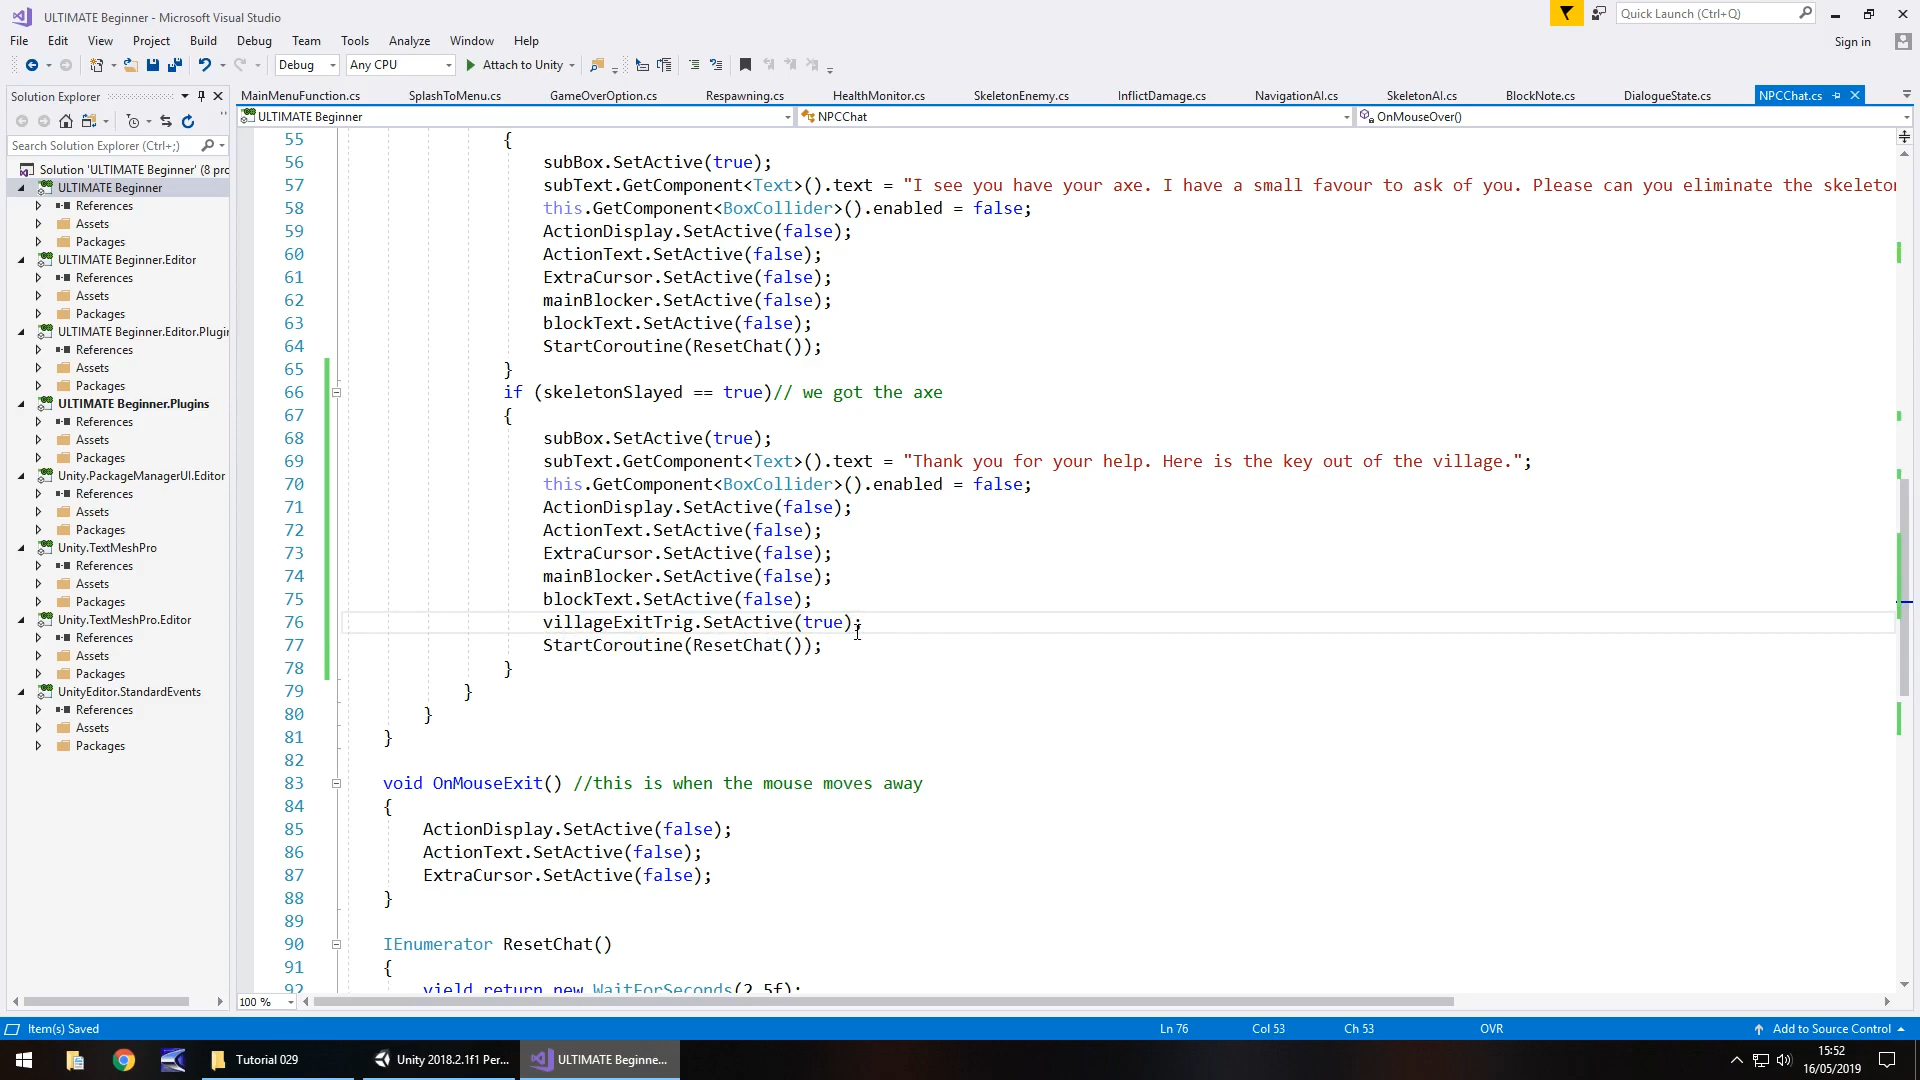 ULTIMATE Beginner - Microsoft Visual Studio
Quick Launch (Ctrl+Q)
File Edit View Project Build Debug Team Tools Analyze Window Help
Sign in
Debug Any CPU Attach to Unity
Solution Explorer
MainMenuFunction.cs SplashToMenu.cs GameOverOption.cs Respawning.cs HealthMonitor.cs SkeletonEnemy.cs InflictDamage.cs NavigationAI.cs SkeletonAI.cs BlockNote.cs DialogueState.cs NPCChat.cs
ULTIMATE Beginner NPCChat OnMouseOver()
Search Solution Explorer (Ctrl+;)
Solution 'ULTIMATE Beginner' (8 pro
ULTIMATE Beginner
References
Assets
Packages
ULTIMATE Beginner.Editor
References
Assets
Packages
ULTIMATE Beginner.Editor.Plugin
References
Assets
Packages
ULTIMATE Beginner.Plugins
References
Assets
Packages
Unity.PackageManagerUI.Editor
References
Assets
Packages
Unity.TextMeshPro
References
Assets
Packages
Unity.TextMeshPro.Editor
References
Assets
Packages
UnityEditor.StandardEvents
References
Assets
Packages
55 {
56 subBox.SetActive(true);
57 subText.GetComponent<Text>().text = "I see you have your axe. I have a small favour to ask of you. Please can you eliminate the skeleton
58 this.GetComponent<BoxCollider>().enabled = false;
59 ActionDisplay.SetActive(false);
60 ActionText.SetActive(false);
61 ExtraCursor.SetActive(false);
62 mainBlocker.SetActive(false);
63 blockText.SetActive(false);
64 StartCoroutine(ResetChat());
65 }
66 if (skeletonSlayed == true)// we got the axe
67 {
68 subBox.SetActive(true);
69 subText.GetComponent<Text>().text = "Thank you for your help. Here is the key out of the village.";
70 this.GetComponent<BoxCollider>().enabled = false;
71 ActionDisplay.SetActive(false);
72 ActionText.SetActive(false);
73 ExtraCursor.SetActive(false);
74 mainBlocker.SetActive(false);
75 blockText.SetActive(false);
76 villageExitTrig.SetActive(true);
77 StartCoroutine(ResetChat());
78 }
79 }
80 }
81 }
82
83 void OnMouseExit() //this is when the mouse moves away
84 {
85 ActionDisplay.SetActive(false);
86 ActionText.SetActive(false);
87 ExtraCursor.SetActive(false);
88 }
89
90 IEnumerator ResetChat()
91 {
92 yield return new WaitForSeconds(2.5f);
100 %
Item(s) Saved Ln 76 Col 53 Ch 53 OVR Add to Source Control
Tutorial 029 Unity 2018.2.1f1 Per... ULTIMATE Beginne...
15:52
16/05/2019